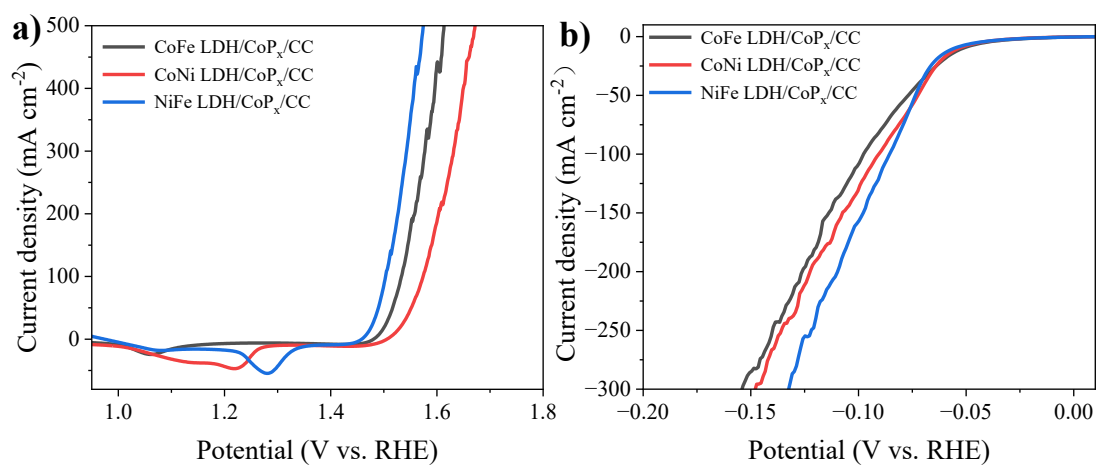 a)
CoFe LDH/CoPₓ/CC
CoNi LDH/CoPₓ/CC
NiFe LDH/CoPₓ/CC
500
400
300
200
100
0
Current density (mA cm⁻²)
1.0 1.2 1.4 1.6 1.8
Potential (V vs. RHE)
b)
CoFe LDH/CoPₓ/CC
CoNi LDH/CoPₓ/CC
NiFe LDH/CoPₓ/CC
0
−50
−100
−150
−200
−250
−300
Current density (mA cm⁻²)
−0.20 −0.15 −0.10 −0.05 0.00
Potential (V vs. RHE)